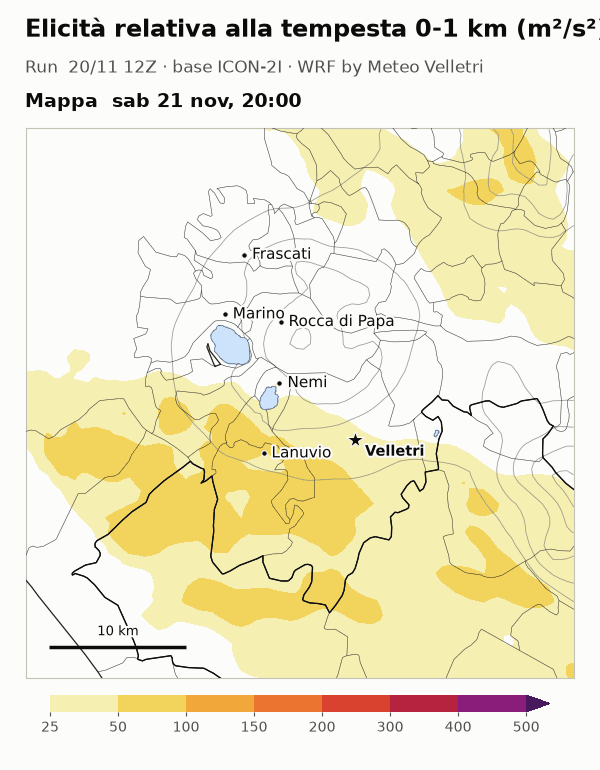 Elicità relativa alla tempesta 0-1 km (m²/s²)
Run  20/11 12Z · base ICON-2I · WRF by Meteo Velletri
Mappa  sab 21 nov, 20:00
Frascati
Marino
Rocca di Papa
Nemi
Velletri
Lanuvio
10 km
25 50 100 150 200 300 400 500